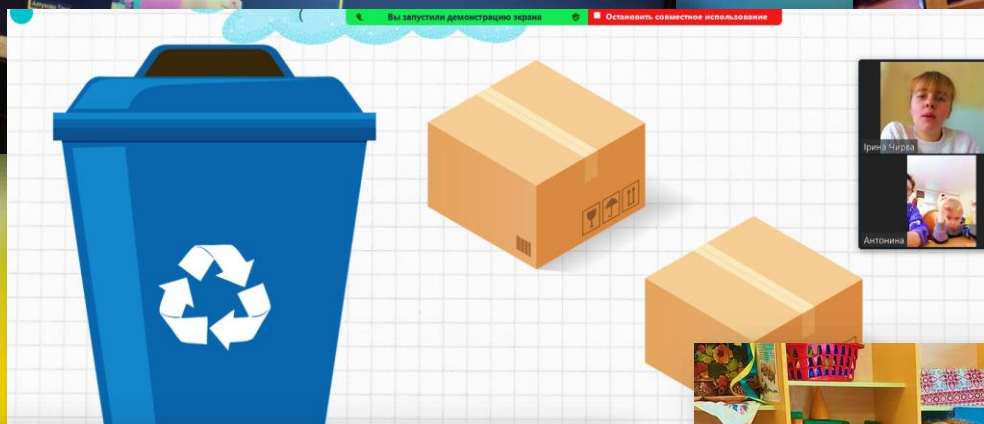 Вы запустили демонстрацию экрана
Остановить совместное использование
Ірина Чирва
Антонина